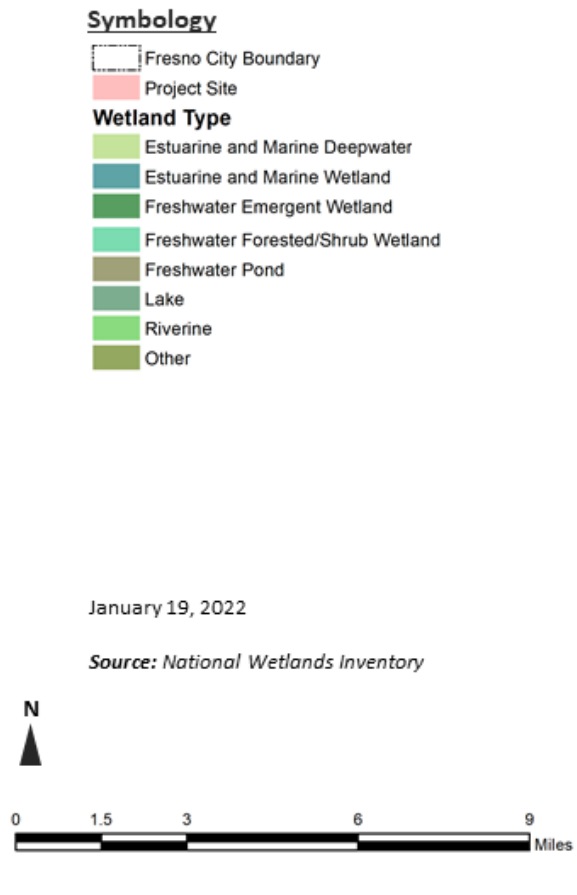 Symbology
Fresno City Boundary
Project Site
Wetland Type
Estuarine and Marine Deepwater
Estuarine and Marine Wetland
Freshwater Emergent Wetland
Freshwater Forested/Shrub Wetland
Freshwater Pond
Lake
Riverine
Other
January 19, 2022
Source: National Wetlands Inventory
N
0 1.5 3 6 9
Miles